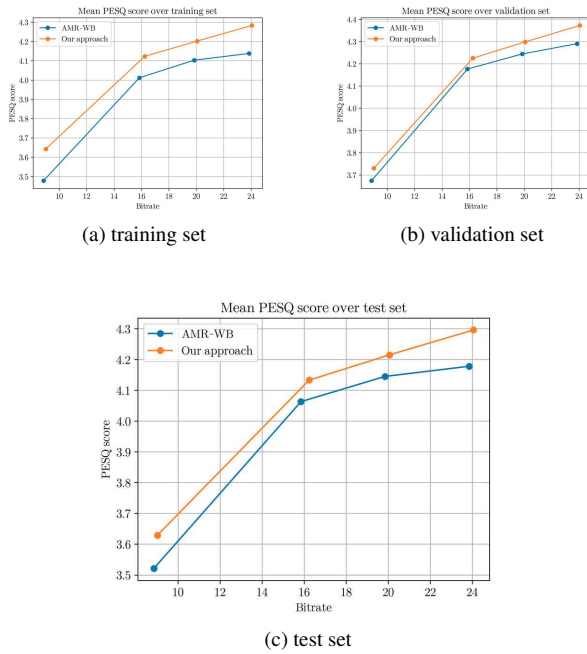 Mean PESQ score over training set
AMR-WB
Our approach
4.3
4.2
4.1
4.0
3.9
3.8
3.7
3.6
3.5
PESQ score
10 12 14 16 18 20 22 24
Bitrate
(a) training set
Mean PESQ score over validation set
AMR-WB
Our approach
4.4
4.3
4.2
4.1
4.0
3.9
3.8
3.7
PESQ score
10 12 14 16 18 20 22 24
Bitrate
(b) validation set
Mean PESQ score over test set
AMR-WB
Our approach
4.3
4.2
4.1
4.0
3.9
3.8
3.7
3.6
3.5
PESQ score
10 12 14 16 18 20 22 24
Bitrate
(c) test set